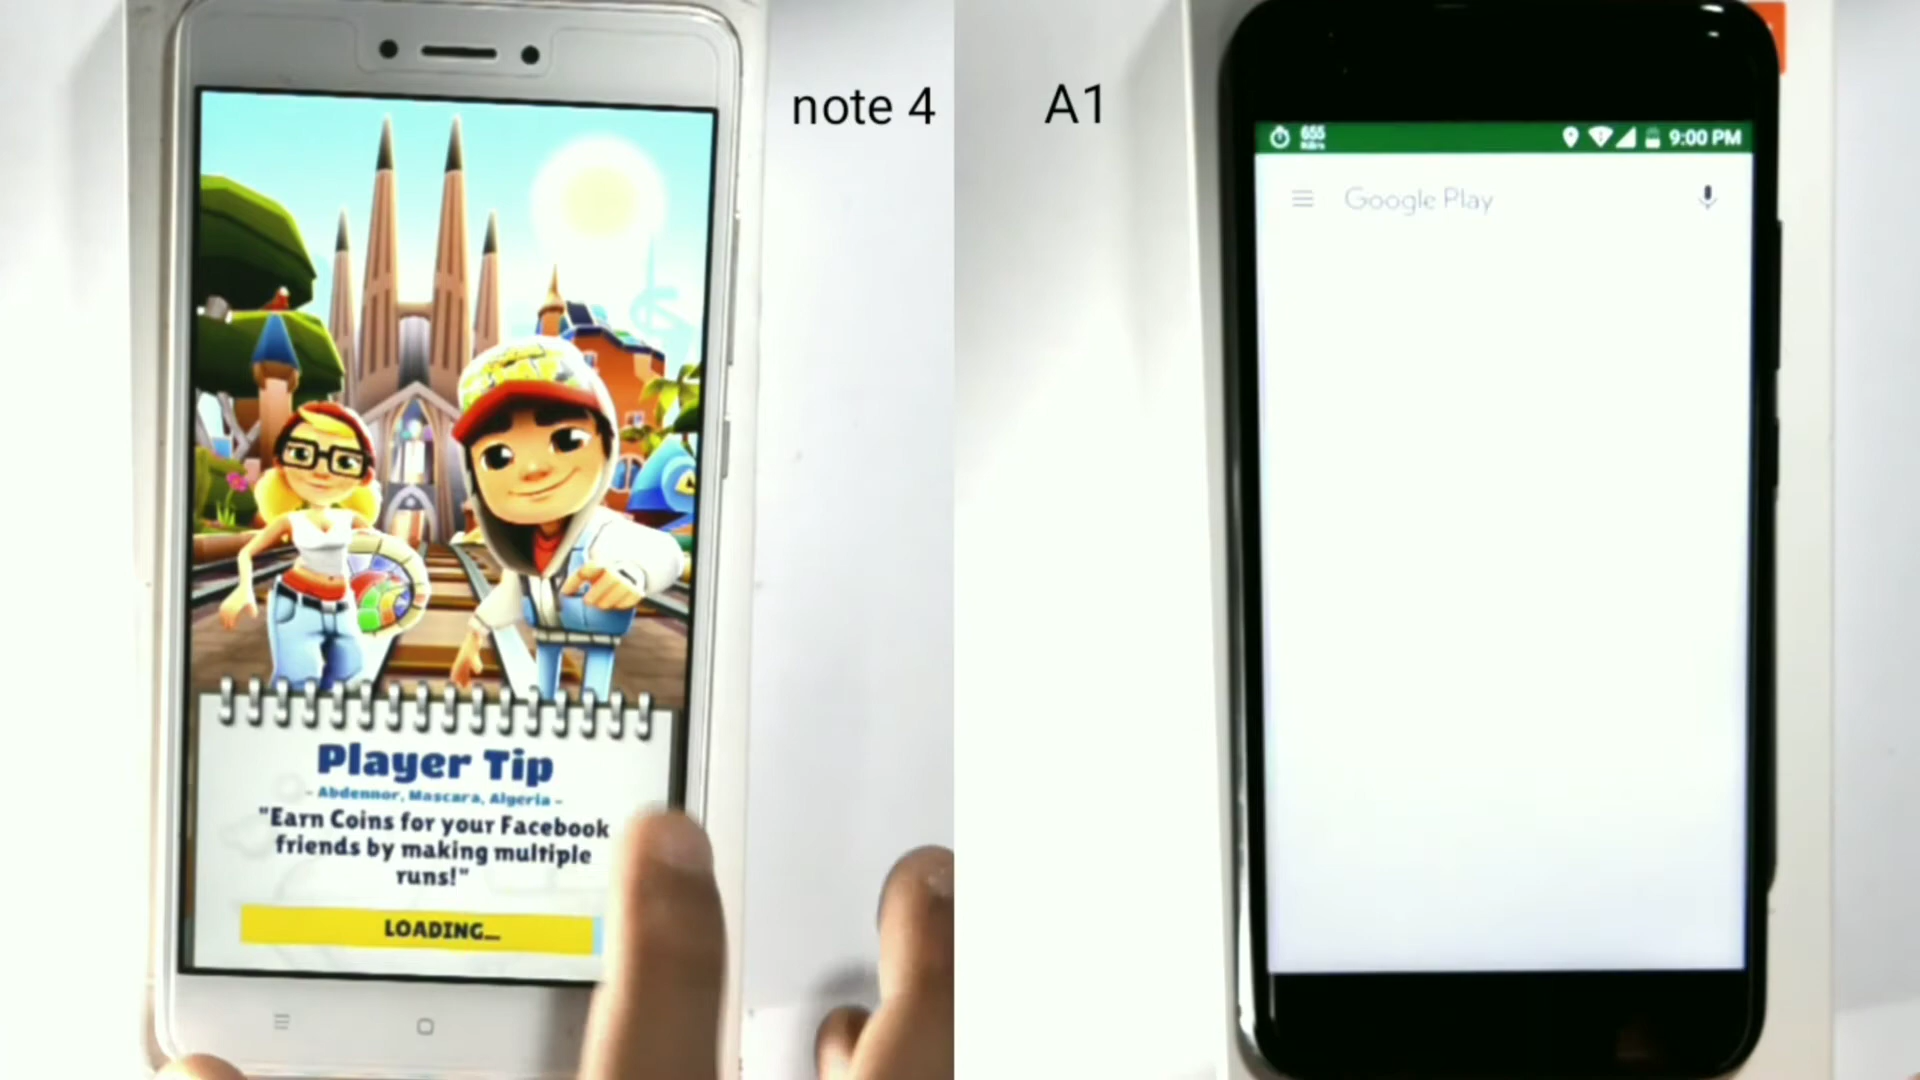 note 4
A1
Player Tip
- Abdennor, Mascara, Algeria -
"Earn Coins for your Facebook
friends by making multiple
runs!"
LOADING...
655
9:00 PM
Google Play